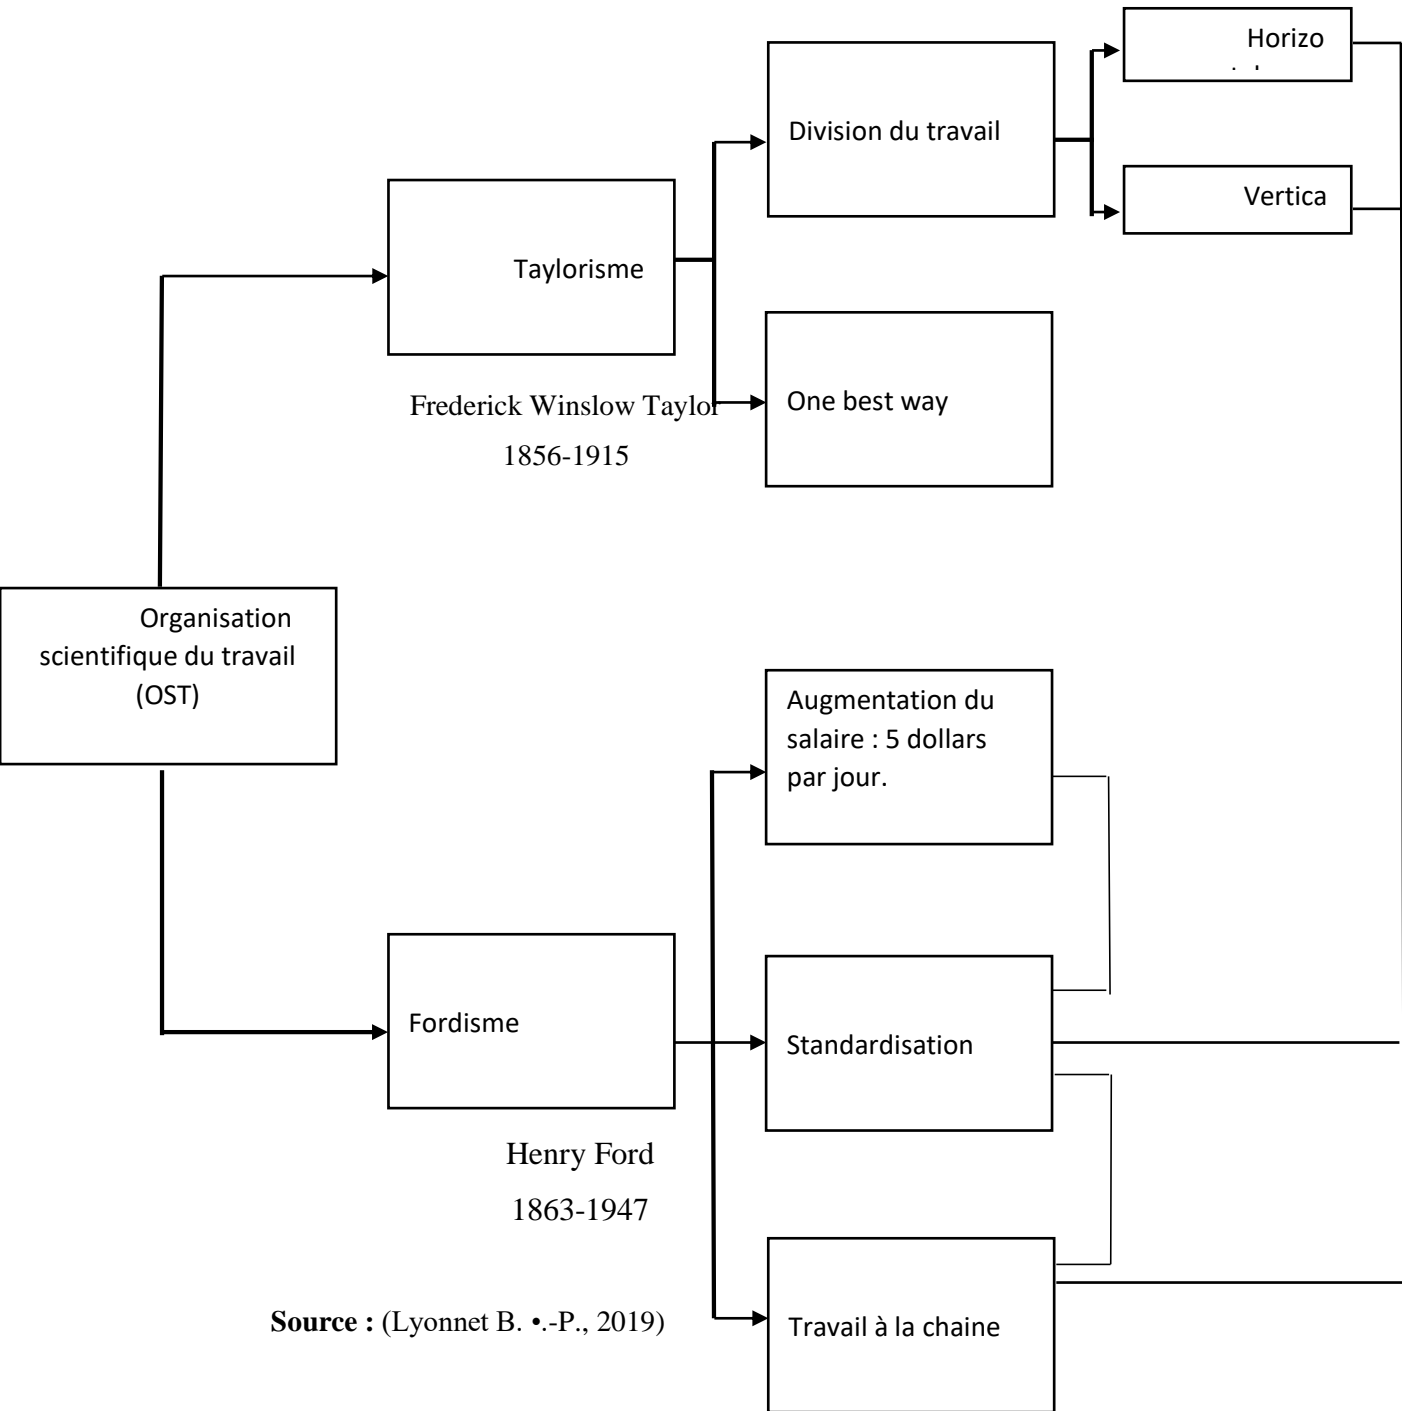 Horizo
Division du travail
Vertica
Taylorisme
Frederick Winslow Taylor
1856-1915
One best way
Organisation
scientifique du travail
(OST)
Augmentation du
salaire : 5 dollars
par jour.
Fordisme
Standardisation
Henry Ford
1863-1947
Source : (Lyonnet B. •.-P., 2019)
Travail à la chaine